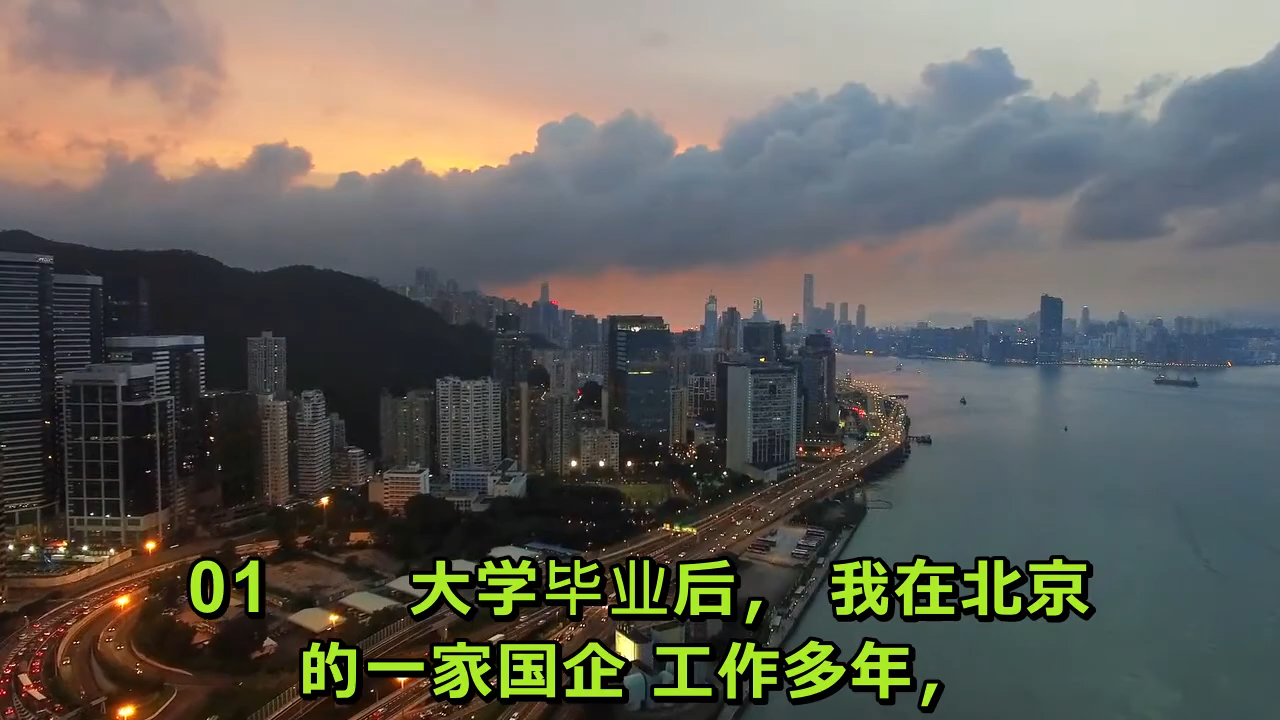 01 大学毕业后， 我在北京
的一家国企 工作多年，